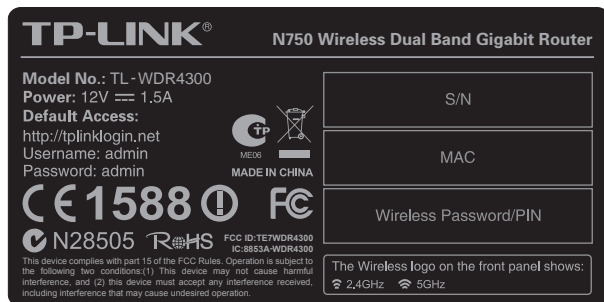 TP-LINK®
N750 Wireless Dual Band Gigabit Router
Model No.: TL-WDR4300
Power: 12V ⎓ 1.5A
Default Access:
http://tplinklogin.net
Username: admin
Password: admin
TP
ME06
MADE IN CHINA
CE1588
FC
N28505
RoHS
FCC ID:TE7WDR4300
IC:8853A-WDR4300
This device complies with part 15 of the FCC Rules. Operation is subject to
the following two conditions:(1) This device may not cause harmful
interference, and (2) this device must accept any interference received,
including interference that may cause undesired operation.
S/N
MAC
Wireless Password/PIN
The Wireless logo on the front panel shows:
2.4GHz 5GHz